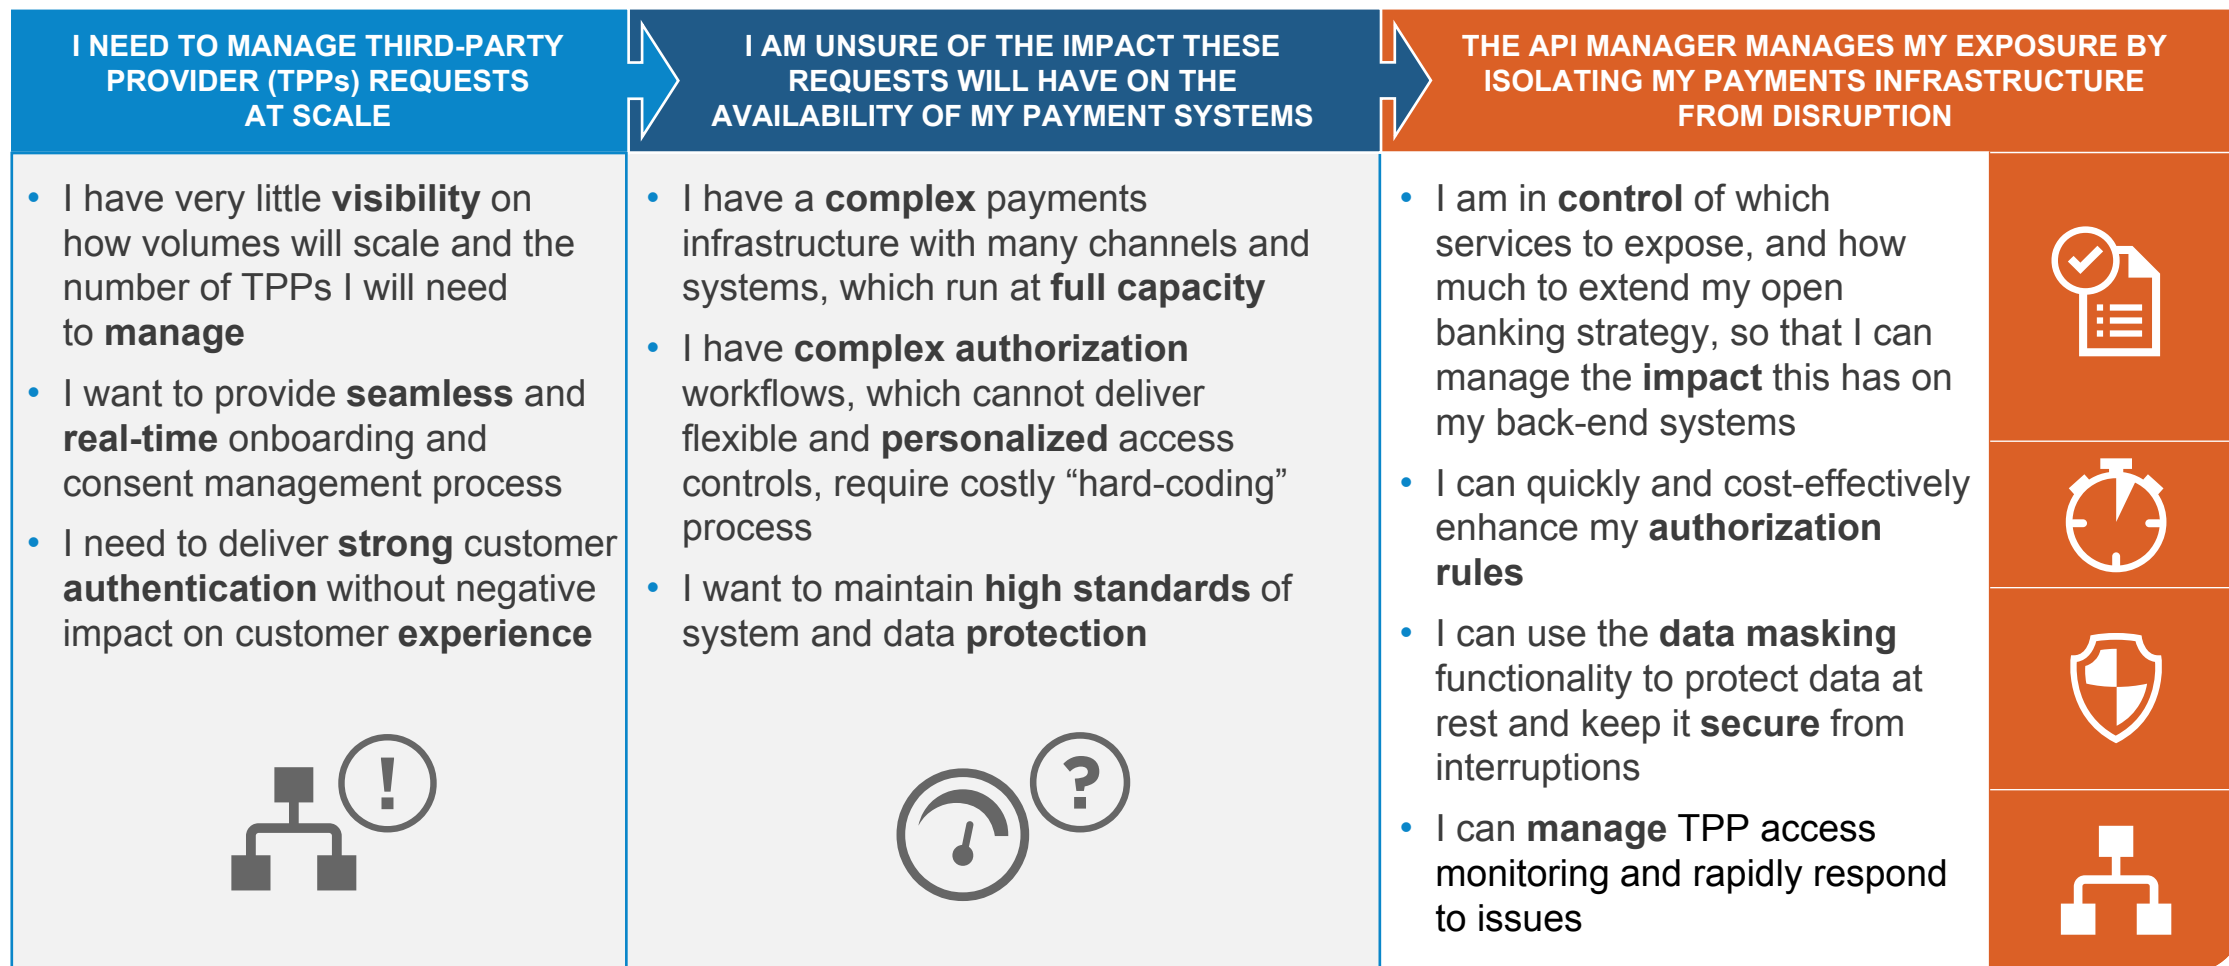 I NEED TO MANAGE THIRD-PARTY
PROVIDER (TPPs) REQUESTS
AT SCALE
• I have very little visibility on
how volumes will scale and the
number of TPPs I will need
to manage
• I want to provide seamless and
real-time onboarding and
consent management process
• I need to deliver strong customer
authentication without negative
impact on customer experience
!
I AM UNSURE OF THE IMPACT THESE
REQUESTS WILL HAVE ON THE
AVAILABILITY OF MY PAYMENT SYSTEMS
• I have a complex payments
infrastructure with many channels and
systems, which run at full capacity
• I have complex authorization
workflows, which cannot deliver
flexible and personalized access
controls, require costly “hard-coding”
process
• I want to maintain high standards of
system and data protection
?
THE API MANAGER MANAGES MY EXPOSURE BY
ISOLATING MY PAYMENTS INFRASTRUCTURE
FROM DISRUPTION
• I am in control of which
services to expose, and how
much to extend my open
banking strategy, so that I can
manage the impact this has on
my back-end systems
• I can quickly and cost-effectively
enhance my authorization
rules
• I can use the data masking
functionality to protect data at
rest and keep it secure from
interruptions
• I can manage TPP access
monitoring and rapidly respond
to issues